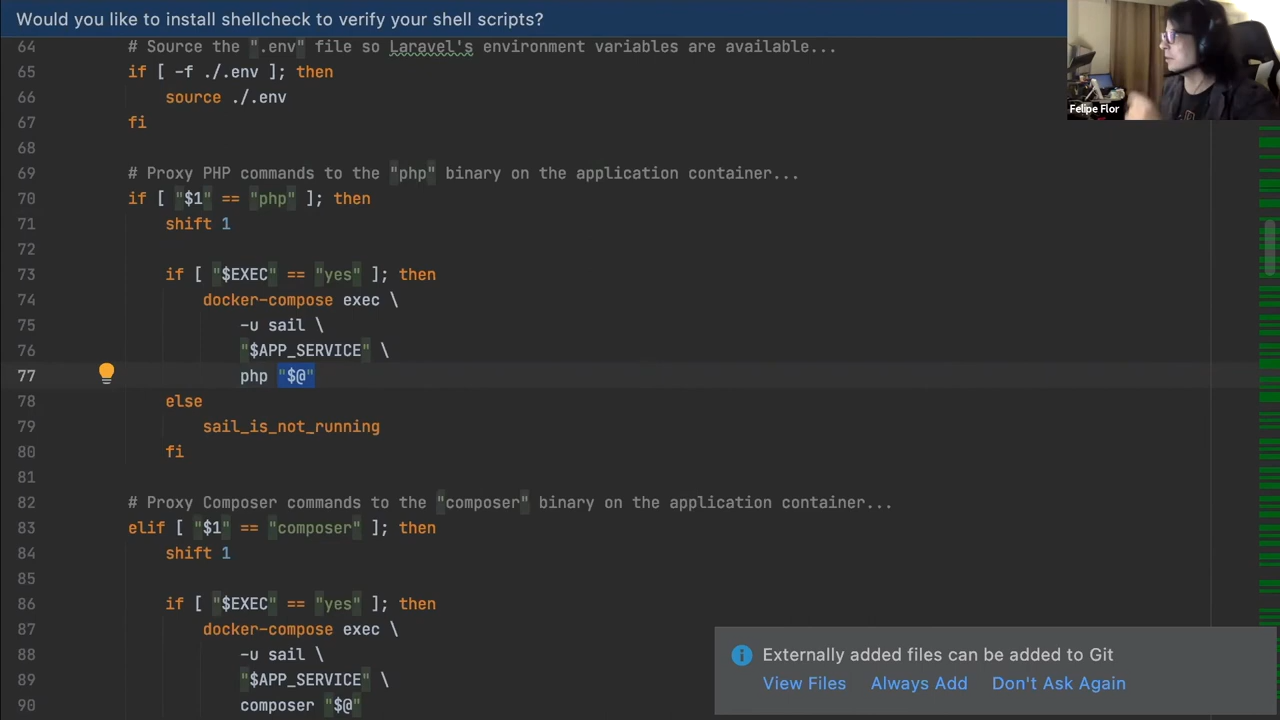 Would you like to install shellcheck to verify your shell scripts?
Felipe Flor
64 # Source the ".env" file so Laravel's environment variables are available...
65 if [ -f ./.env ]; then
66 source ./.env
67 fi
68
69 # Proxy PHP commands to the "php" binary on the application container...
70 if [ "$1" == "php" ]; then
71 shift 1
72
73 if [ "$EXEC" == "yes" ]; then
74 docker-compose exec \
75 -u sail \
76 "$APP_SERVICE" \
77 php "$@"
78 else
79 sail_is_not_running
80 fi
81
82 # Proxy Composer commands to the "composer" binary on the application container...
83 elif [ "$1" == "composer" ]; then
84 shift 1
85
86 if [ "$EXEC" == "yes" ]; then
87 docker-compose exec \
88 -u sail \
89 "$APP_SERVICE" \
90 composer "$@"
Externally added files can be added to Git
View Files Always Add Don't Ask Again